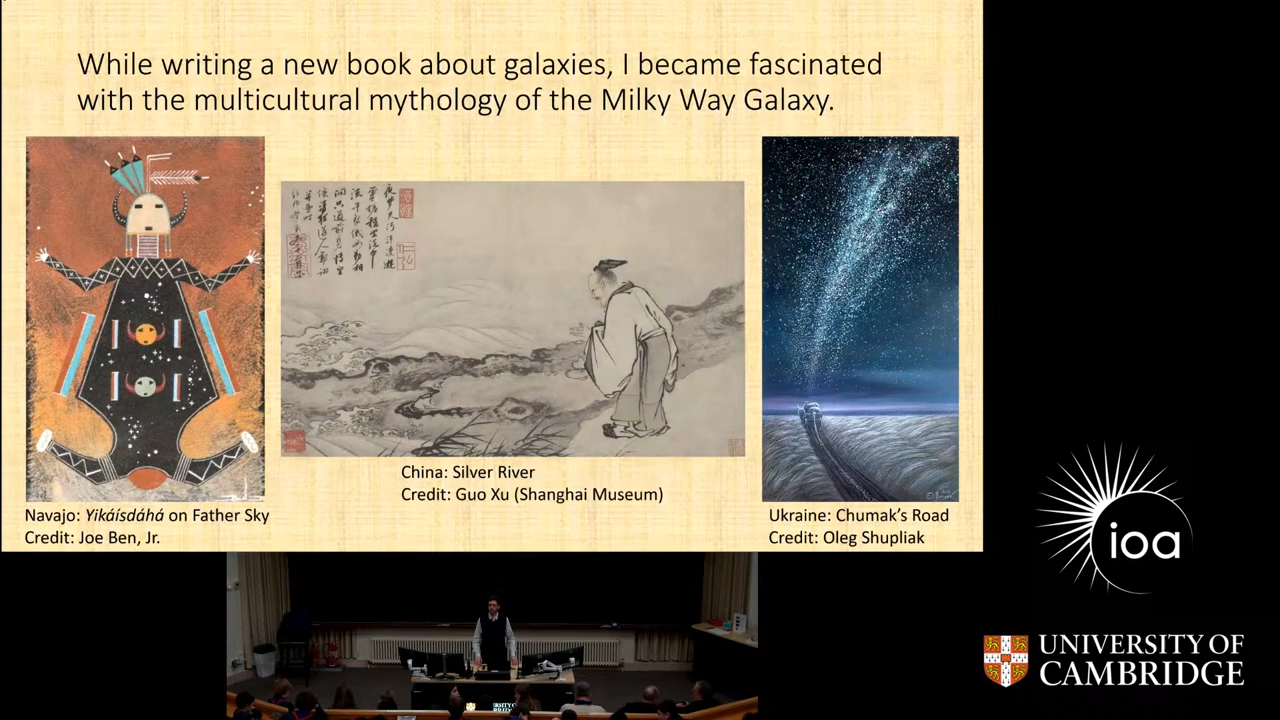 While writing a new book about galaxies, I became fascinated
with the multicultural mythology of the Milky Way Galaxy.
Navajo: Yikáísdáhá on Father Sky
Credit: Joe Ben, Jr.
China: Silver River
Credit: Guo Xu (Shanghai Museum)
Ukraine: Chumak’s Road
Credit: Oleg Shupliak
ioa
UNIVERSITY OF
CAMBRIDGE